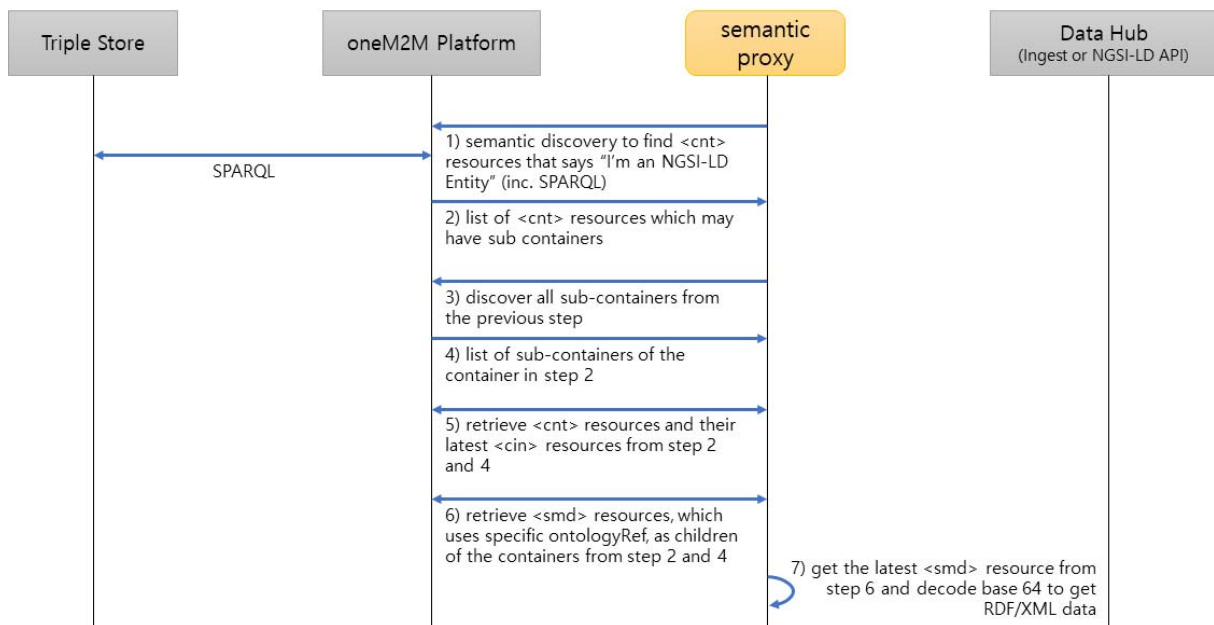 Triple Store
oneM2M Platform
semantic
proxy
Data Hub
(Ingest or NGSI-LD API)
SPARQL
1) semantic discovery to find <cnt>
resources that says "I'm an NGSI-LD
Entity" (inc. SPARQL)
2) list of <cnt> resources which may
have sub containers
3) discover all sub-containers from
the previous step
4) list of sub-containers of the
container in step 2
5) retrieve <cnt> resources and their
latest <cin> resources from step 2
and 4
6) retrieve <smd> resources, which
uses specific ontologyRef, as children
of the containers from step 2 and 4
7) get the latest <smd> resource from
step 6 and decode base 64 to get
RDF/XML data